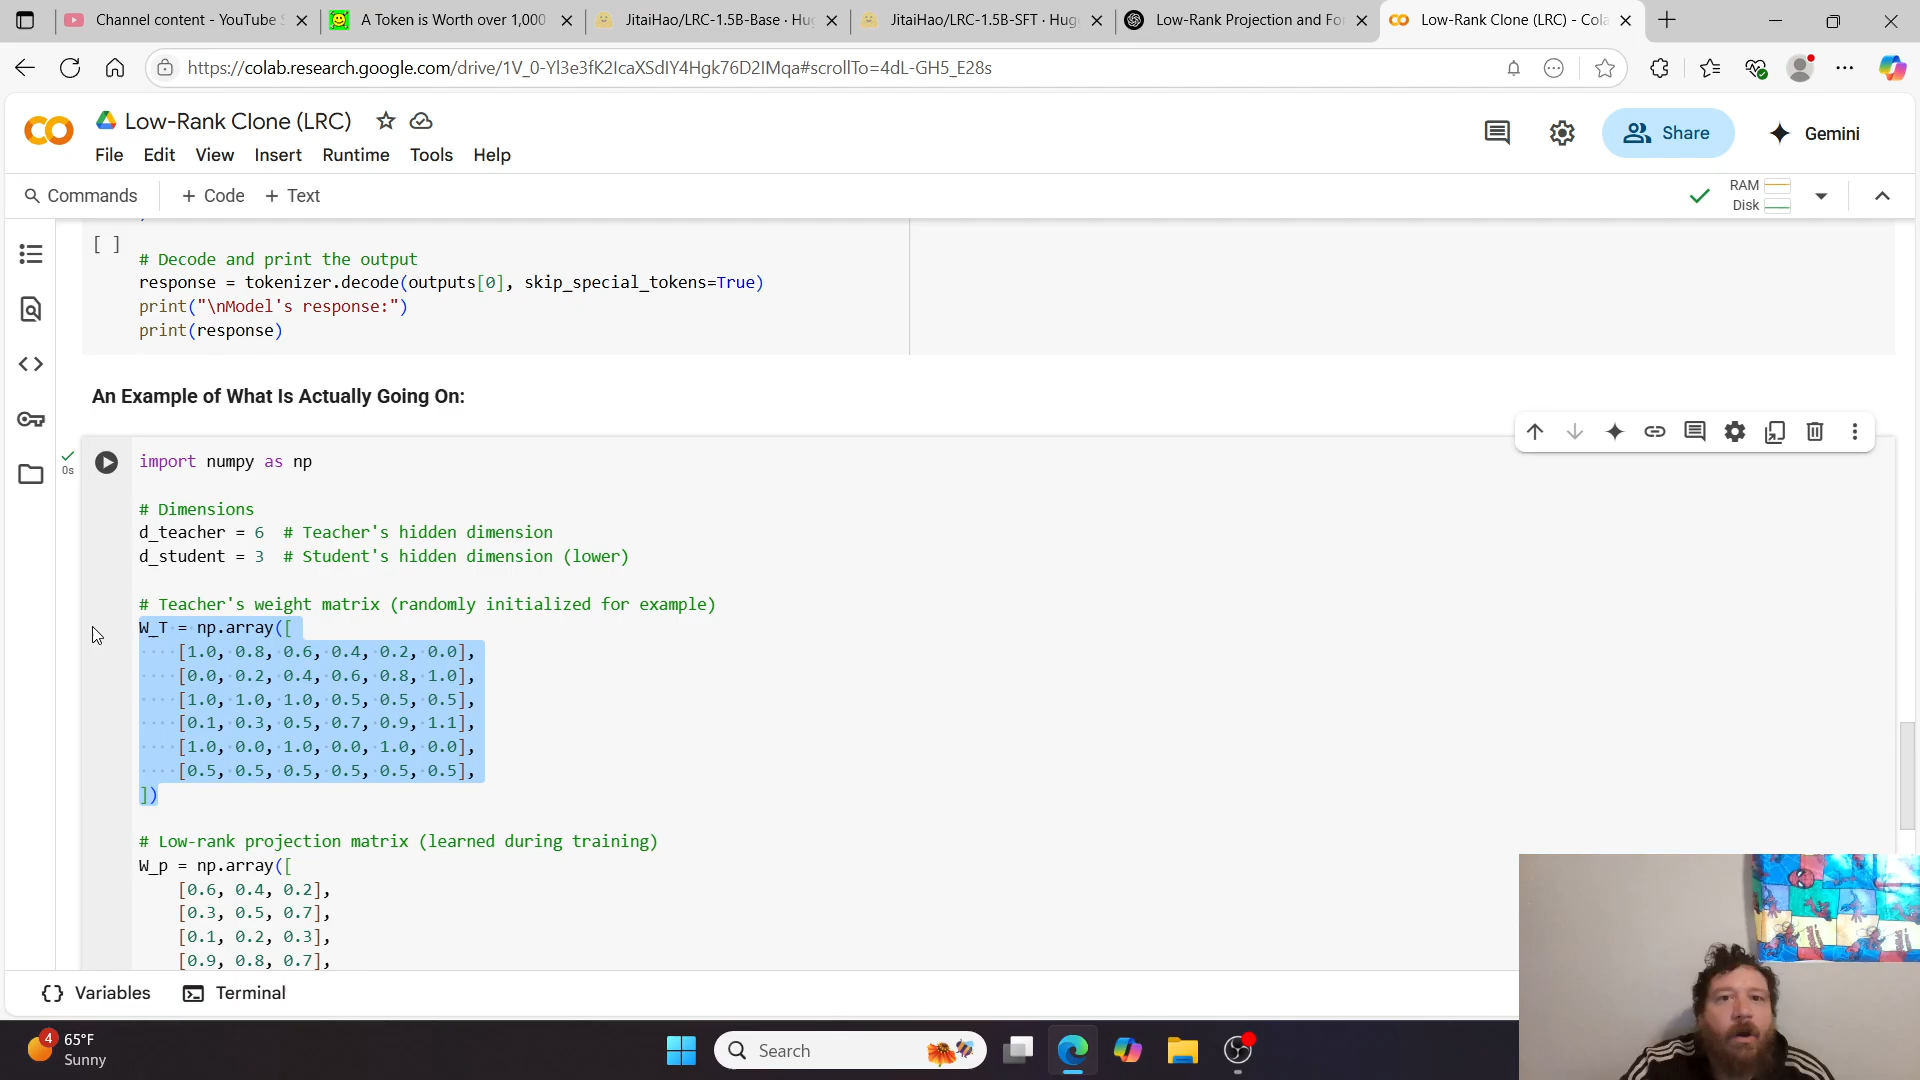 Channel content - YouTube S
A Token is Worth over 1,000
JitaiHao/LRC-1.5B-Base · Hug
JitaiHao/LRC-1.5B-SFT · Hugg
Low-Rank Projection and For
Low-Rank Clone (LRC) - Cola
https://colab.research.google.com/drive/1V_0-Yl3e3fK2IcaXSdIY4Hgk76D2IMqa#scrollTo=4dL-GH5_E28s
Low-Rank Clone (LRC)
File Edit View Insert Runtime Tools Help
Share
Gemini
Commands + Code + Text
RAM
Disk
[ ]
# Decode and print the output
response = tokenizer.decode(outputs[0], skip_special_tokens=True)
print("\nModel's response:")
print(response)
An Example of What Is Actually Going On:
0s
import numpy as np
# Dimensions
d_teacher = 6 # Teacher's hidden dimension
d_student = 3 # Student's hidden dimension (lower)
# Teacher's weight matrix (randomly initialized for example)
W_T = np.array([
[1.0, 0.8, 0.6, 0.4, 0.2, 0.0],
[0.0, 0.2, 0.4, 0.6, 0.8, 1.0],
[1.0, 1.0, 1.0, 0.5, 0.5, 0.5],
[0.1, 0.3, 0.5, 0.7, 0.9, 1.1],
[1.0, 0.0, 1.0, 0.0, 1.0, 0.0],
[0.5, 0.5, 0.5, 0.5, 0.5, 0.5],
])
# Low-rank projection matrix (learned during training)
W_p = np.array([
[0.6, 0.4, 0.2],
[0.3, 0.5, 0.7],
[0.1, 0.2, 0.3],
[0.9, 0.8, 0.7],
{} Variables
Terminal
4
65°F
Sunny
Search